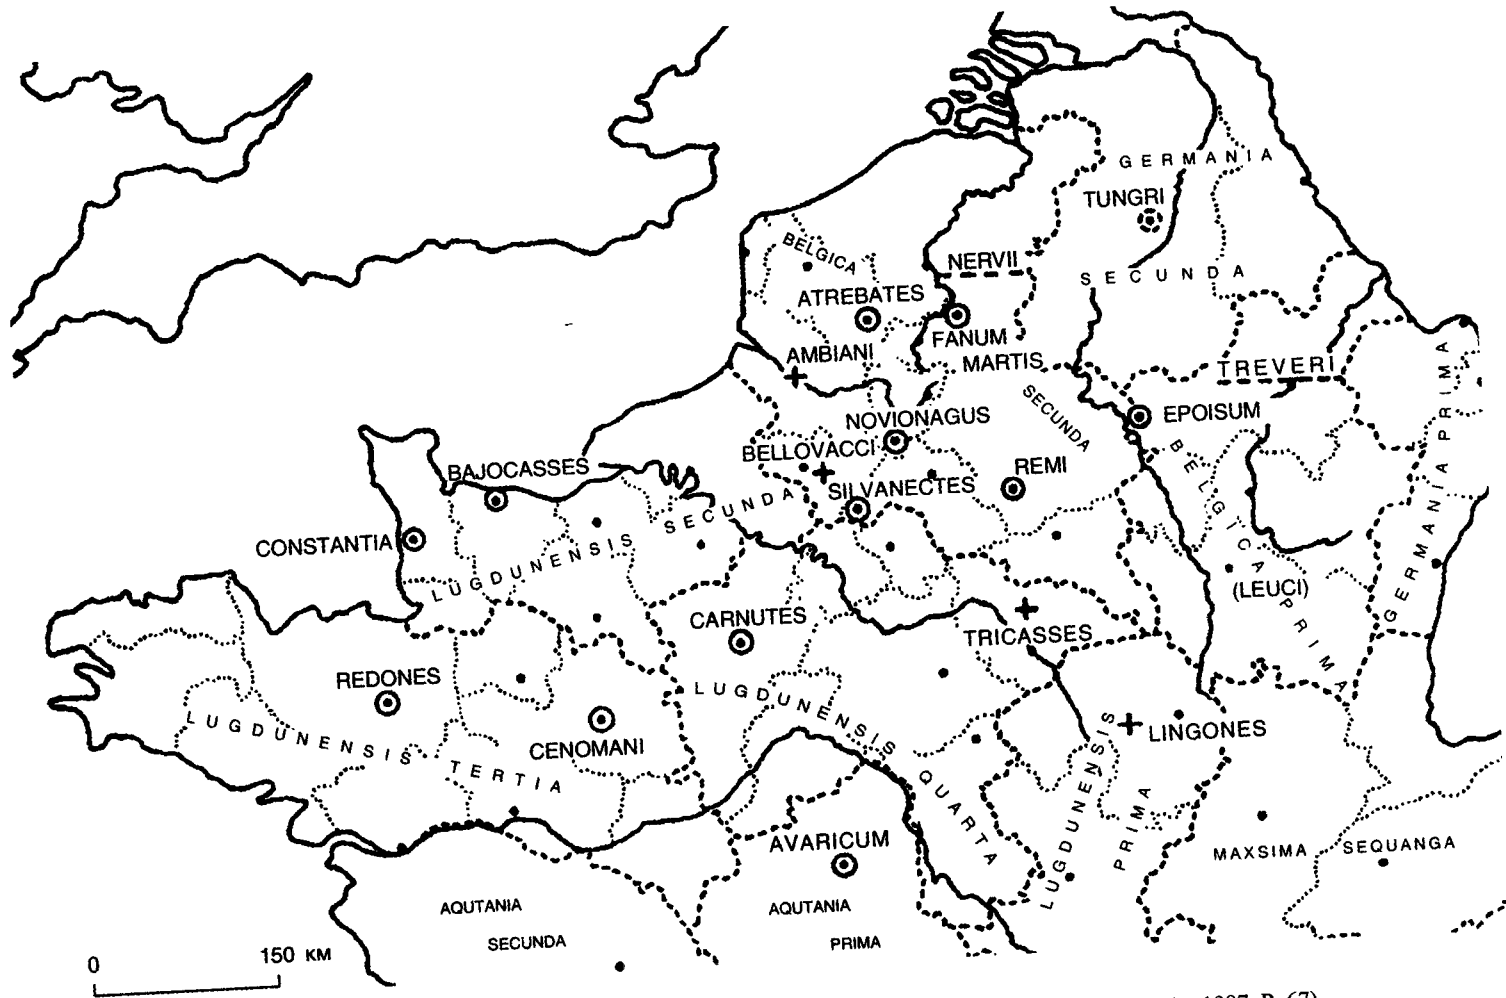 GERMANIA
TUNGRI
BELGICA
NERVII
SECUNDA
ATREBATES
FANUM
MARTIS
AMBIANI
TREVERI
SECUNDA
NOVIONAGUS
EPOISUM
BELLOVACCI
BAJOCASSES
REMI
SILVANECTES
BELGICA PRIMA
GERMANIA PRIMA
CONSTANTIA
LUGDUNENSIS SECUNDA
(LEUCI)
CARNUTES
TRICASSES
REDONES
LUGDUNENSIS QUARTA
LINGONES
CENOMANI
LUGDUNENSIS TERTIA
LUGDUNENSIS
PRIMA
AVARICUM
MAXSIMA SEQUANGA
AQUTANIA
SECUNDA
AQUTANIA
PRIMA
0 150 KM